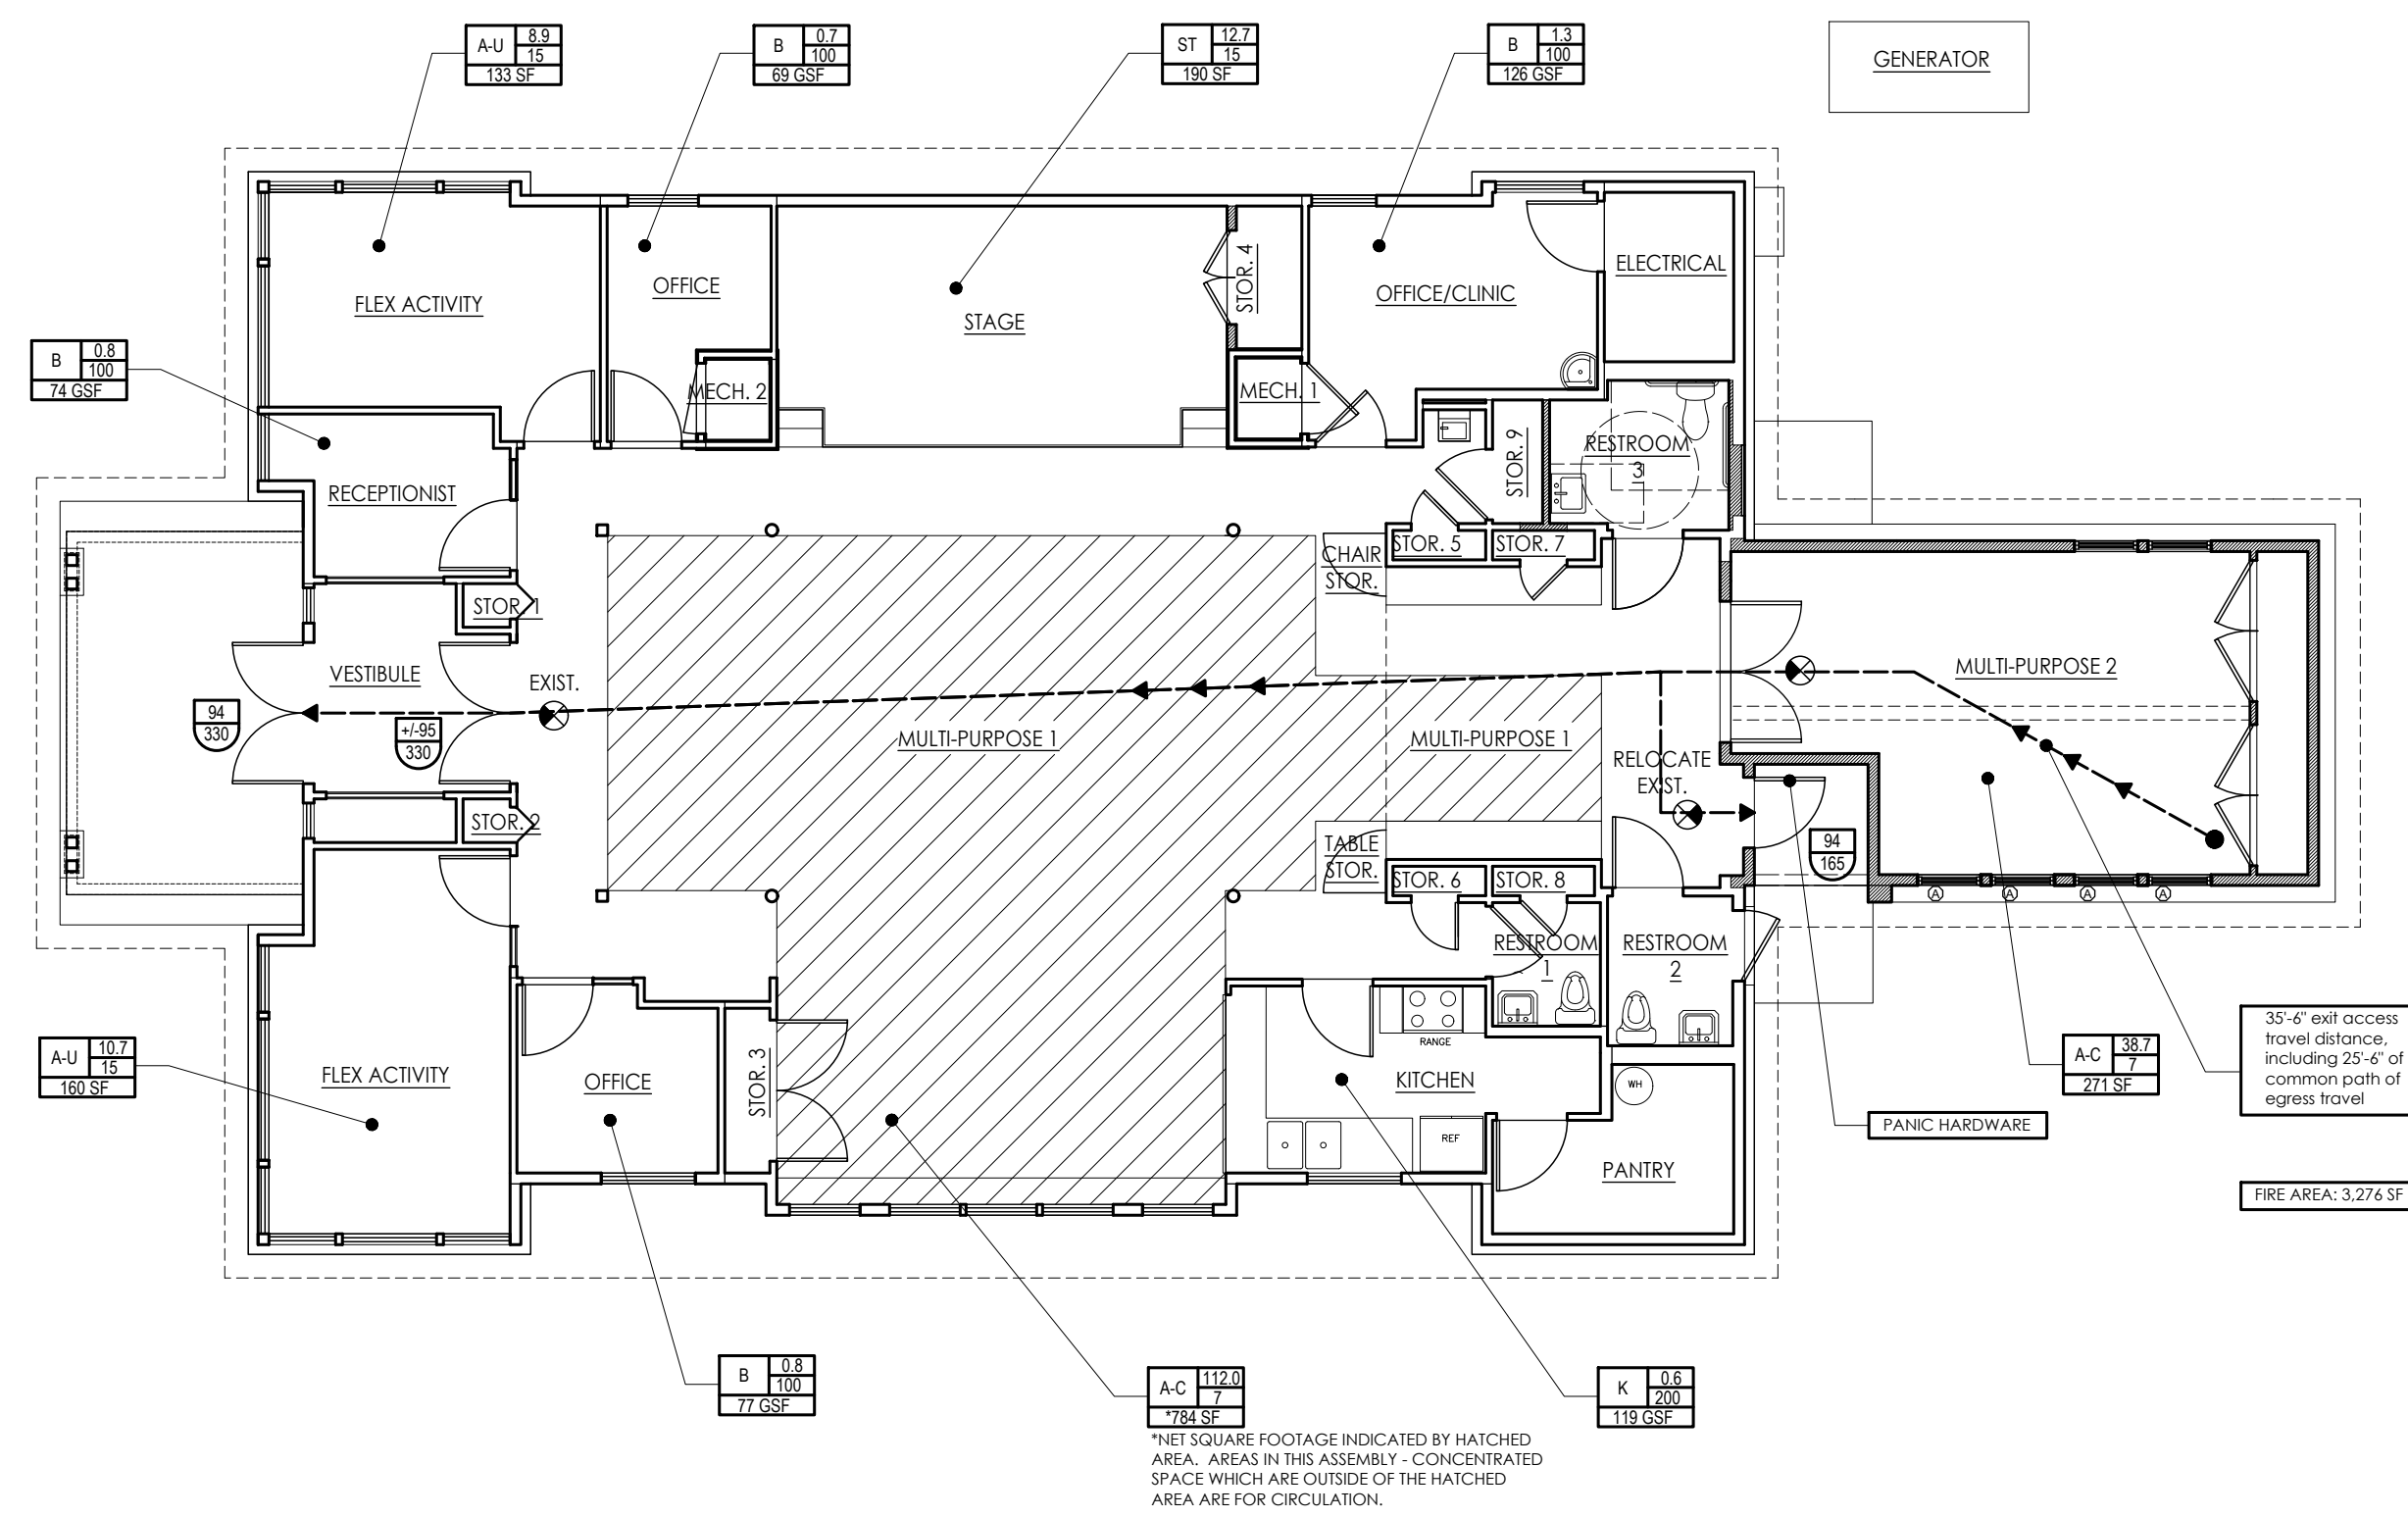 A-U 8.9
15
133 SF
B 0.7
100
69 GSF
ST 12.7
15
190 SF
B 1.3
100
126 GSF
GENERATOR
FLEX ACTIVITY
OFFICE
STAGE
STOR. 4
OFFICE/CLINIC
ELECTRICAL
B 0.8
100
74 GSF
MECH. 2
MECH. 1
RECEPTIONIST
STOR. 9
RESTROOM
3
CHAIR
STOR.
STOR. 5
STOR. 7
STOR. 1
VESTIBULE
EXIST.
94
330
+/-95
330
MULTI-PURPOSE 1
MULTI-PURPOSE 1
MULTI-PURPOSE 2
RELOCATE
EXIST.
STOR. 2
TABLE
STOR.
STOR. 6
STOR. 8
94
165
A
A
A
A
RESTROOM
1
RESTROOM
2
A-U 10.7
15
160 SF
FLEX ACTIVITY
OFFICE
STOR. 3
RANGE
KITCHEN
WH
REF
PANTRY
A-C 38.7
7
271 SF
PANIC HARDWARE
35'-6" exit access
travel distance,
including 25'-6" of
common path of
egress travel
FIRE AREA: 3,276 SF
B 0.8
100
77 GSF
A-C 112.0
7
*784 SF
K 0.6
200
119 GSF
*NET SQUARE FOOTAGE INDICATED BY HATCHED
AREA. AREAS IN THIS ASSEMBLY - CONCENTRATED
SPACE WHICH ARE OUTSIDE OF THE HATCHED
AREA ARE FOR CIRCULATION.